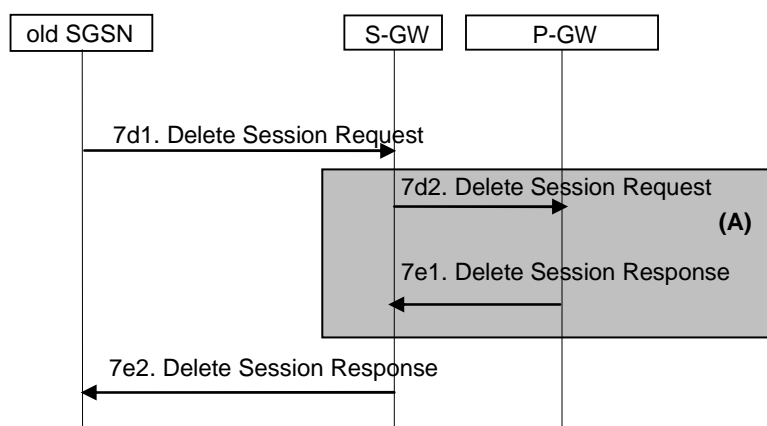 old SGSN
S-GW
P-GW
7d1. Delete Session Request
7d2. Delete Session Request
(A)
7e1. Delete Session Response
7e2. Delete Session Response